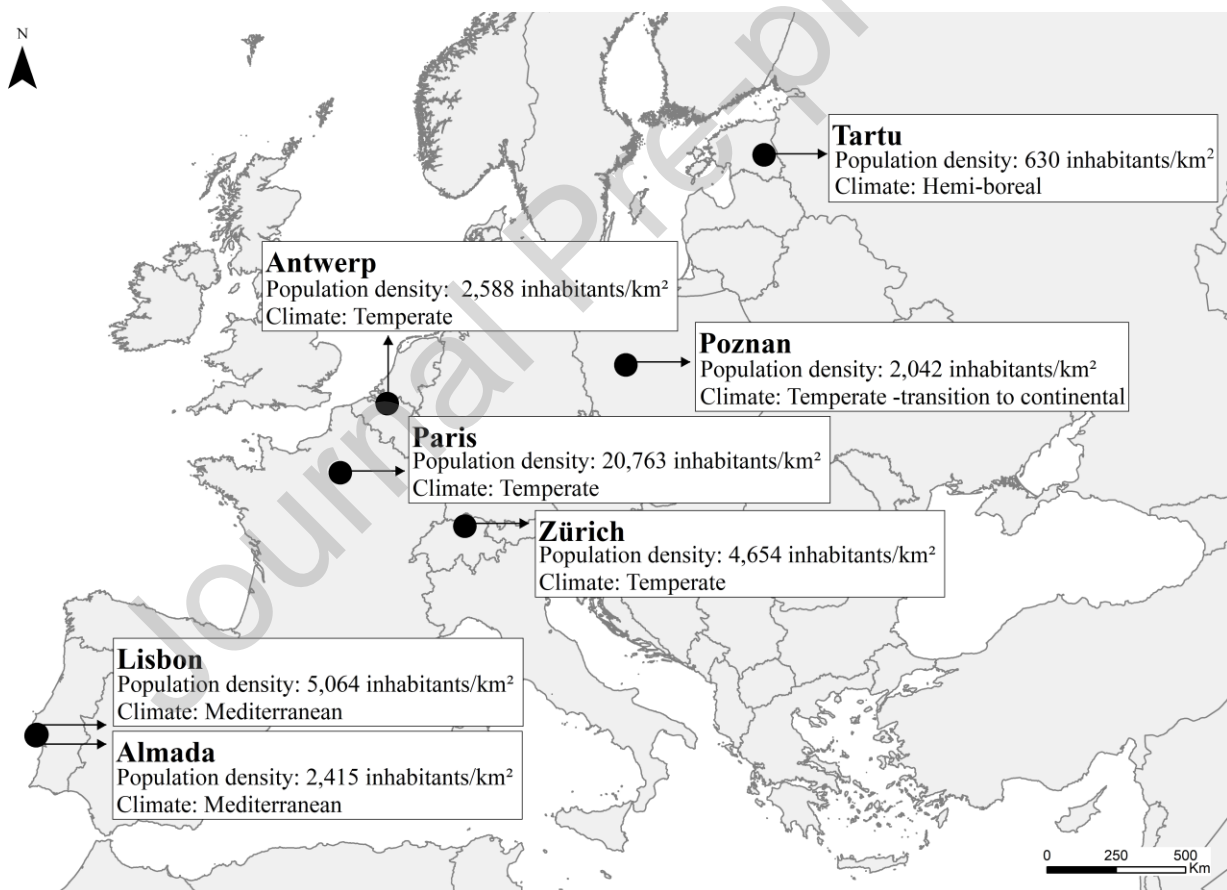 N
Tartu
Population density: 630 inhabitants/km²
Climate: Hemi-boreal
Antwerp
Population density:  2,588 inhabitants/km²
Climate: Temperate
Poznan
Population density: 2,042 inhabitants/km²
Climate: Temperate -transition to continental
Paris
Population density: 20,763 inhabitants/km²
Climate: Temperate
Zürich
Population density: 4,654 inhabitants/km²
Climate: Temperate
Lisbon
Population density: 5,064 inhabitants/km²
Climate: Mediterranean
Almada
Population density: 2,415 inhabitants/km²
Climate: Mediterranean
0 250 500
Km
Journal Pre-p